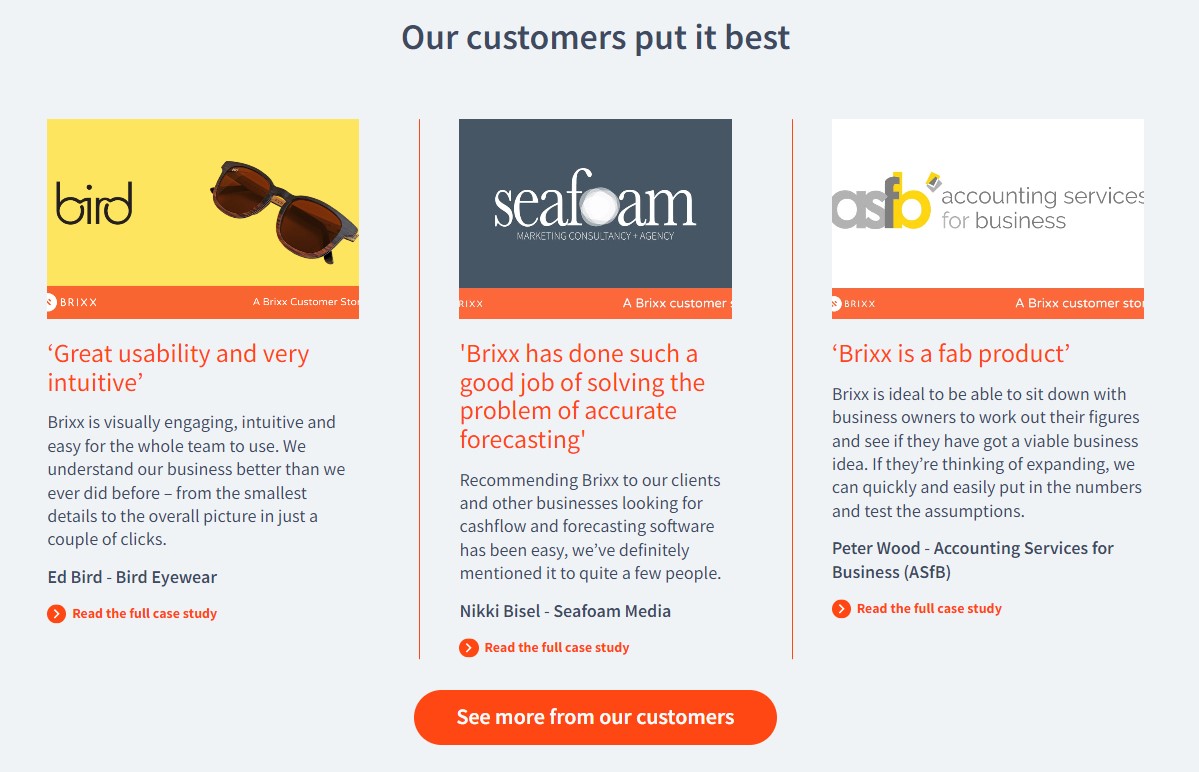 Our customers put it best
bird
BRIXX
A Brixx Customer Stor
‘Great usability and very
intuitive’
Brixx is visually engaging, intuitive and
easy for the whole team to use. We
understand our business better than we
ever did before – from the smallest
details to the overall picture in just a
couple of clicks.
Ed Bird - Bird Eyewear
Read the full case study
seafoam
MARKETING CONSULTANCY + AGENCY
RIXX
A Brixx customer s
'Brixx has done such a
good job of solving the
problem of accurate
forecasting'
Recommending Brixx to our clients
and other businesses looking for
cashflow and forecasting software
has been easy, we’ve definitely
mentioned it to quite a few people.
Nikki Bisel - Seafoam Media
Read the full case study
asfb
accounting services
for business
BRIXX
A Brixx customer stor
‘Brixx is a fab product’
Brixx is ideal to be able to sit down with
business owners to work out their figures
and see if they have got a viable business
idea. If they’re thinking of expanding, we
can quickly and easily put in the numbers
and test the assumptions.
Peter Wood - Accounting Services for
Business (ASfB)
Read the full case study
See more from our customers